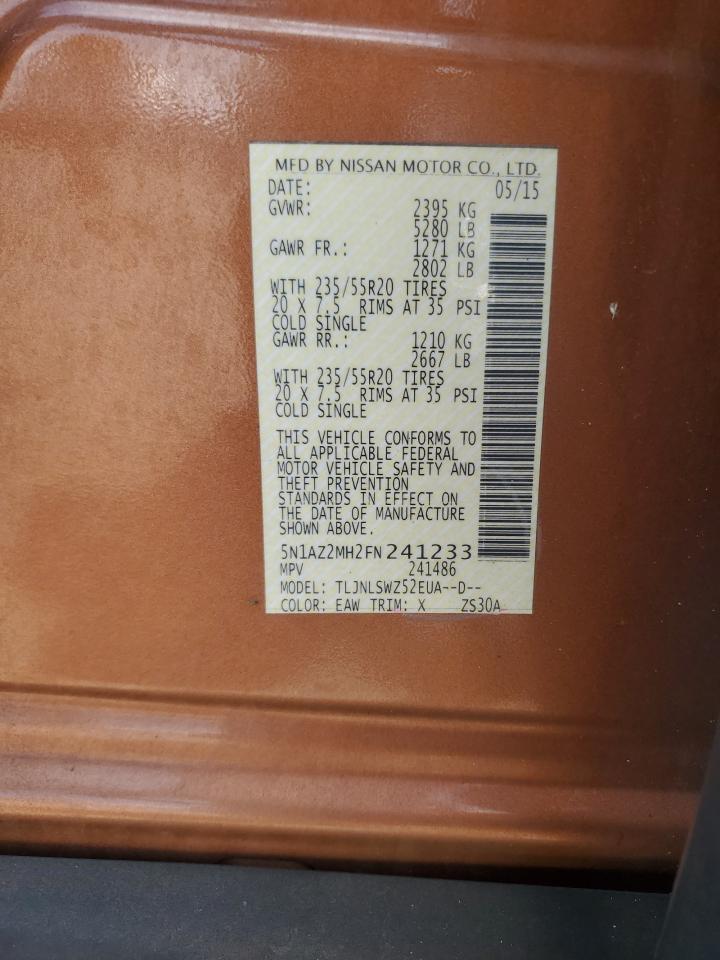 MFD BY NISSAN MOTOR CO., LTD.
DATE: 05/15
GVWR: 2395 KG
5280 LB
GAWR FR.: 1271 KG
2802 LB
WITH 235/55R20 TIRES
20 X 7.5 RIMS AT 35 PSI
COLD SINGLE
GAWR RR.: 1210 KG
2667 LB
WITH 235/55R20 TIRES
20 X 7.5 RIMS AT 35 PSI
COLD SINGLE
THIS VEHICLE CONFORMS TO
ALL APPLICABLE FEDERAL
MOTOR VEHICLE SAFETY AND
THEFT PREVENTION
STANDARDS IN EFFECT ON
THE DATE OF MANUFACTURE
SHOWN ABOVE.
5N1AZ2MH2FN241233
MPV 241486
MODEL: TLJNLSWZ52EUA--D--
COLOR: EAW TRIM: X ZS30A